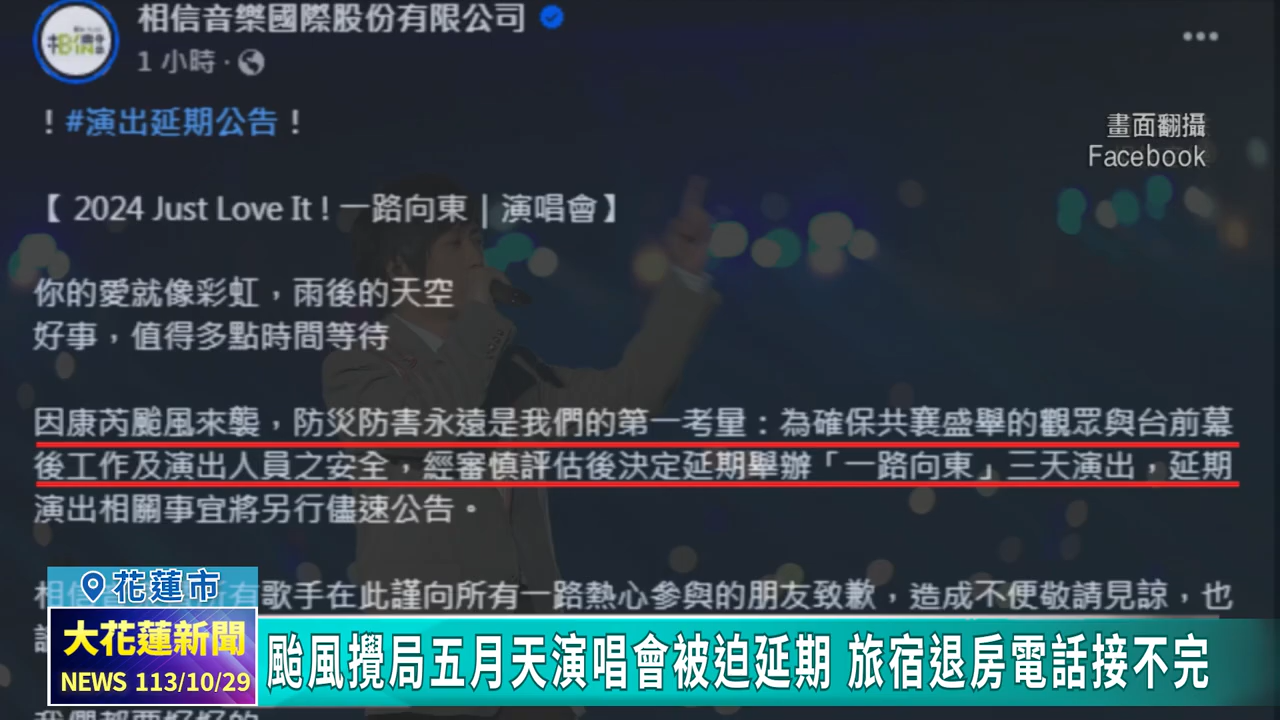 相信音樂國際股份有限公司
1 小時 ·
！#演出延期公告！
畫面翻攝
Facebook
【 2024 Just Love It ! 一路向東｜演唱會】
你的愛就像彩虹，雨後的天空
好事，值得多點時間等待
因康芮颱風來襲，防災防害永遠是我們的第一考量：為確保共襄盛舉的觀眾與台前幕
後工作及演出人員之安全，經審慎評估後決定延期舉辦「一路向東」三天演出，延期
演出相關事宜將另行儘速公告。
相信音樂 所有歌手在此謹向所有一路熱心參與的朋友致歉，造成不便敬請見諒，也
花蓮市
大花蓮新聞
NEWS 113/10/29
颱風攪局五月天演唱會被迫延期 旅宿退房電話接不完